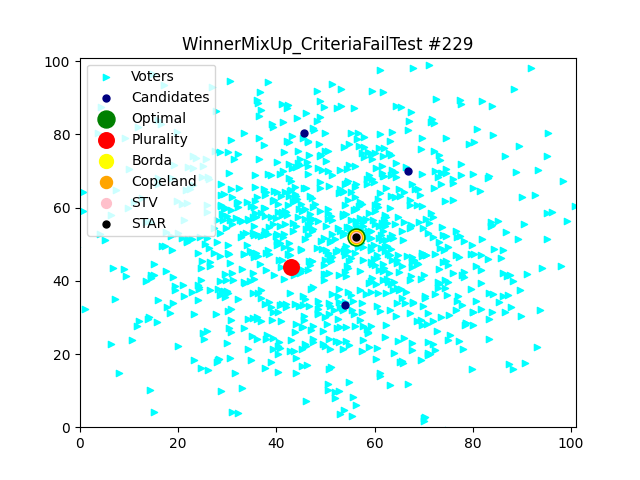 WinnerMixUp_CriteriaFailTest #229
100
80
60
40
20
0
0 20 40 60 80 100
Voters
Candidates
Optimal
Plurality
Borda
Copeland
STV
STAR